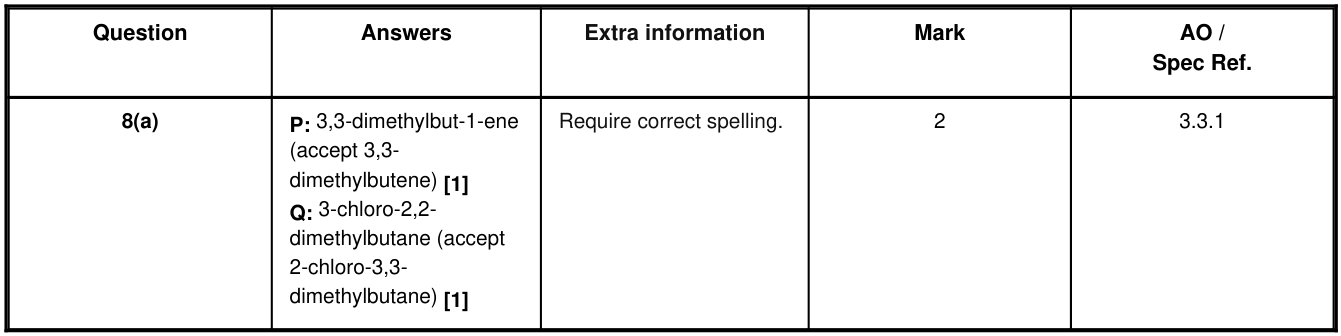 Question Answers Extra information Mark AO /
Spec Ref.
8(a) P: 3,3-dimethylbut-1-ene Require correct spelling. 2 3.3.1
(accept 3,3-
dimethylbutene) [1]
Q: 3-chloro-2,2-
dimethylbutane (accept
2-chloro-3,3-
dimethylbutane) [1]